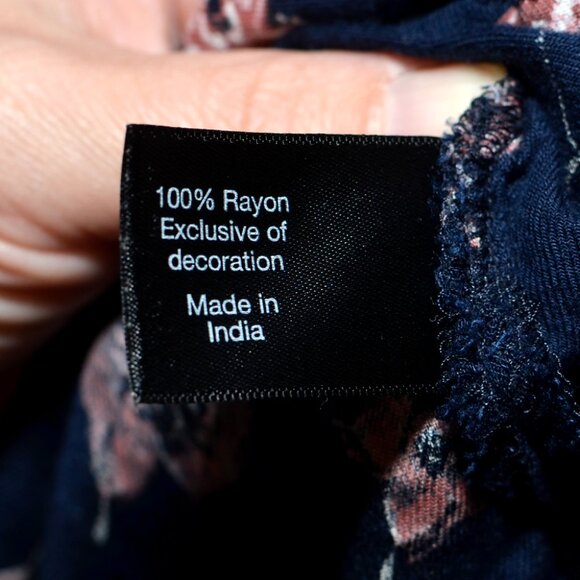 100% Rayon
Exclusive of
decoration
Made in
India